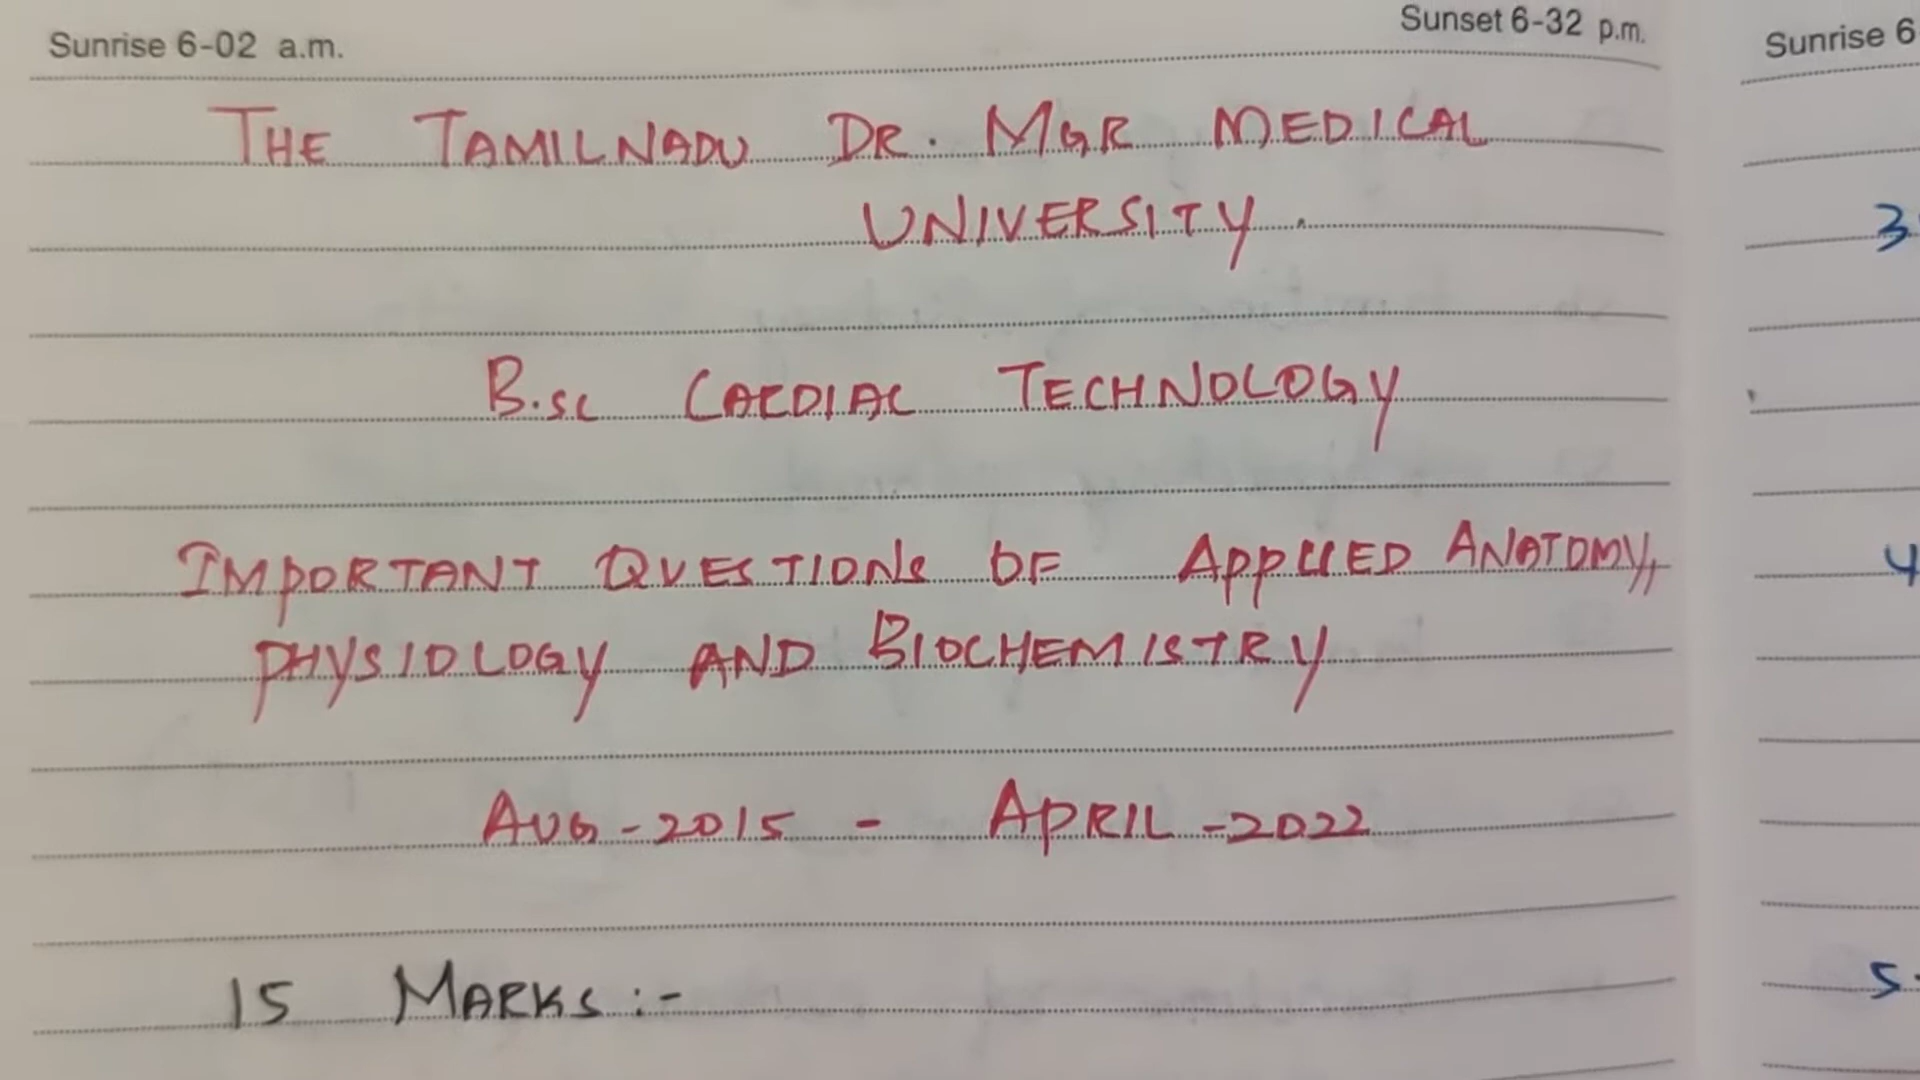 Sunrise 6-02 a.m.
Sunset 6-32 p.m.
THE TAMILNADU DR. MGR MEDICAL
UNIVERSITY.
B.sc CARDIAC TECHNOLOGY
IMPORTANT QUESTIONS OF APPLIED ANATOMY,
PHYSIOLOGY AND BIOCHEMISTRY
AUG-2015 - APRIL-2022
15 MARKS:-
Sunrise 6
3
4
5.